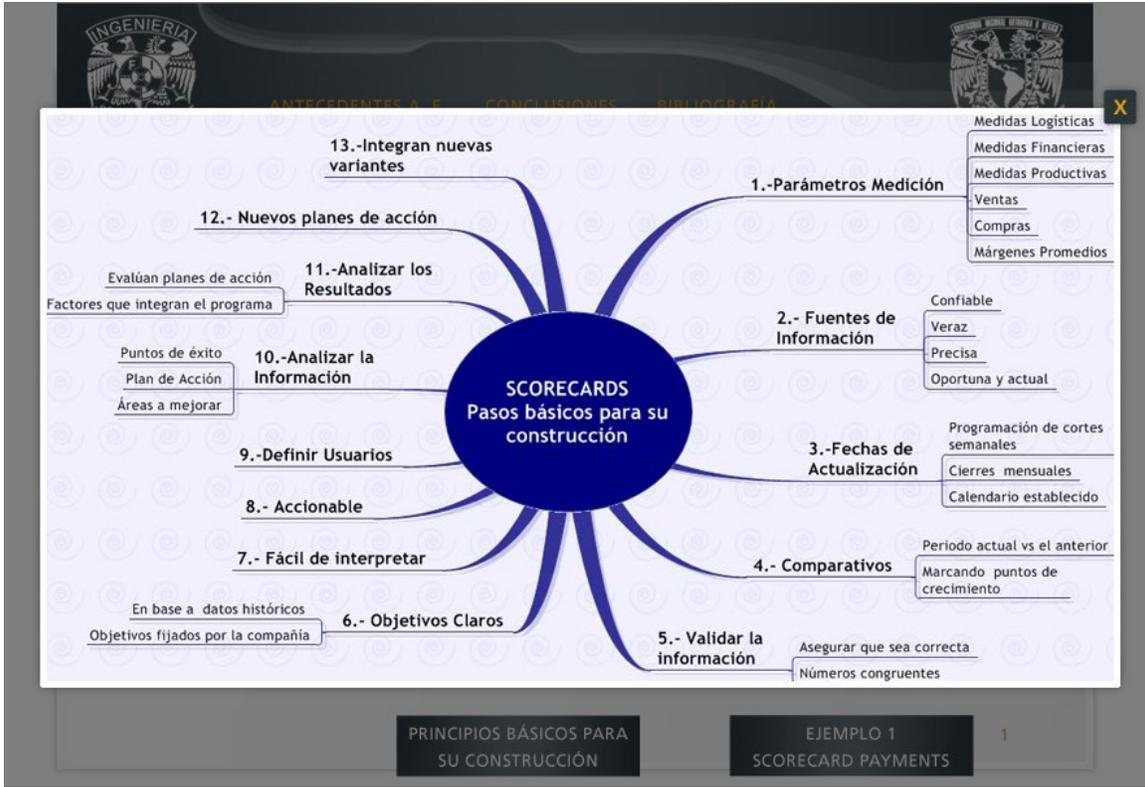 INGENIERIA
ANTECEDENTES A. F. CONCLUSIONES BIBLIOGRAFÍA
X
SCORECARDS
Pasos básicos para su
construcción
1.-Parámetros Medición
Medidas Logísticas
Medidas Financieras
Medidas Productivas
Ventas
Compras
Márgenes Promedios
2.- Fuentes de
Información
Confiable
Veraz
Precisa
Oportuna y actual
3.-Fechas de
Actualización
Programación de cortes
semanales
Cierres mensuales
Calendario establecido
4.- Comparativos
Periodo actual vs el anterior
Marcando puntos de
crecimiento
5.- Validar la
información
Asegurar que sea correcta
Números congruentes
6.- Objetivos Claros
En base a datos históricos
Objetivos fijados por la compañía
7.- Fácil de interpretar
8.- Accionable
9.-Definir Usuarios
10.-Analizar la
Información
Puntos de éxito
Plan de Acción
Áreas a mejorar
11.-Analizar los
Resultados
Evalúan planes de acción
Factores que integran el programa
12.- Nuevos planes de acción
13.-Integran nuevas
variantes
PRINCIPIOS BÁSICOS PARA
SU CONSTRUCCIÓN
EJEMPLO 1
SCORECARD PAYMENTS
1